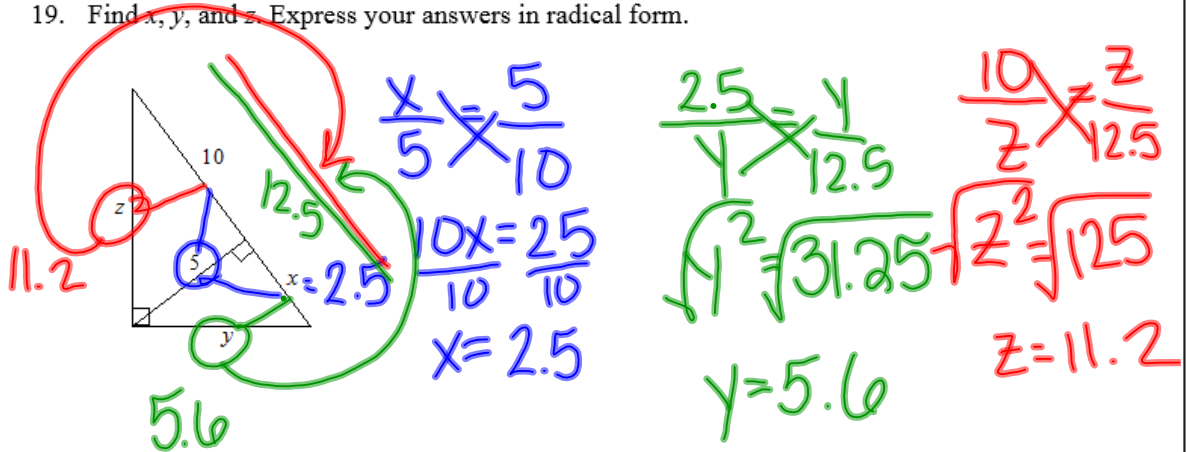 19. Find x, y, and z. Express your answers in radical form.
10
z
5
x = 2.5
y
12.5
11.2
5.6
x/5 = 5/10
10x = 25
10 10
x = 2.5
2.5/y = y/12.5
√y² = √31.25
y = 5.6
10/z = z/12.5
√z² = √125
z = 11.2